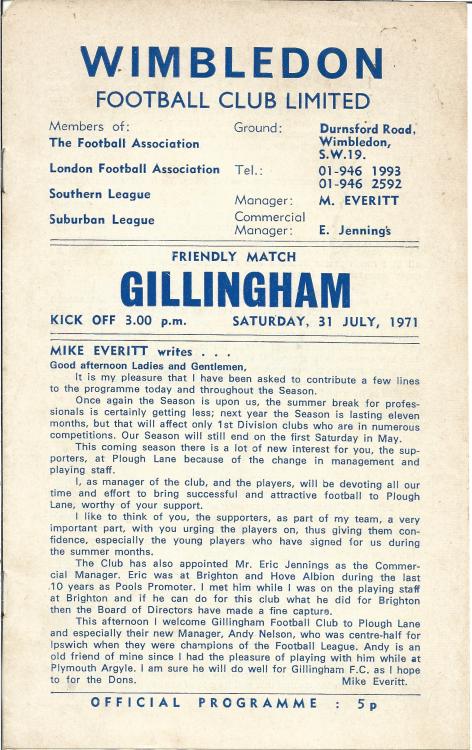 WIMBLEDON
FOOTBALL CLUB LIMITED
Members of:
The Football Association
London Football Association
Southern League
Suburban League
Ground: Durnsford Road,
Wimbledon,
S.W.19.
Tel.: 01-946 1993
01-946 2592
Manager: M. EVERITT
Commercial
Manager: E. Jenning's
FRIENDLY MATCH
GILLINGHAM
KICK OFF 3.00 p.m. SATURDAY, 31 JULY, 1971
MIKE EVERITT writes . . .
Good afternoon Ladies and Gentlemen,
It is my pleasure that I have been asked to contribute a few lines
to the programme today and throughout the Season.
Once again the Season is upon us, the summer break for profes-
sionals is certainly getting less; next year the Season is lasting eleven
months, but that will affect only 1st Division clubs who are in numerous
competitions. Our Season will still end on the first Saturday in May.
This coming season there is a lot of new interest for you, the sup-
porters, at Plough Lane because of the change in management and
playing staff.
I, as manager of the club, and the players, will be devoting all our
time and effort to bring successful and attractive football to Plough
Lane, worthy of your support.
I like to think of you, the supporters, as part of my team, a very
important part, with you urging the players on, thus giving them con-
fidence, especially the young players who have signed for us during
the summer months.
The Club has also appointed Mr. Eric Jennings as the Commer-
cial Manager. Eric was at Brighton and Hove Albion during the last
10 years as Pools Promoter. I met him while I was on the playing staff
at Brighton and if he can do for this club what he did for Brighton
then the Board of Directors have made a fine capture.
This afternoon I welcome Gillingham Football Club to Plough Lane
and especially their new Manager, Andy Nelson, who was centre-half for
Ipswich when they were champions of the Football League. Andy is an
old friend of mine since I had the pleasure of playing with him while at
Plymouth Argyle. I am sure he will do well for Gillingham F.C. as I hope
to for the Dons. Mike Everitt.
OFFICIAL PROGRAMME : 5p